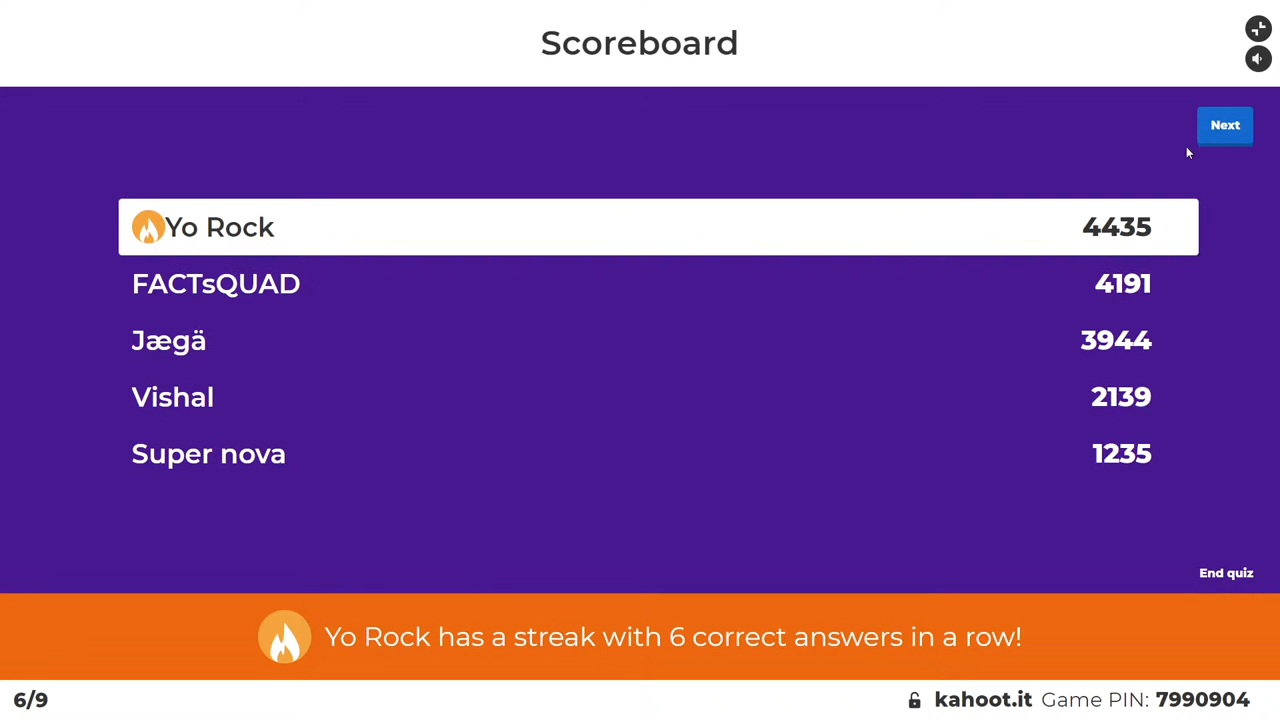 Scoreboard
Next
Yo Rock 4435
FACTsQUAD 4191
Jægä 3944
Vishal 2139
Super nova 1235
End quiz
Yo Rock has a streak with 6 correct answers in a row!
6/9 kahoot.it Game PIN: 7990904